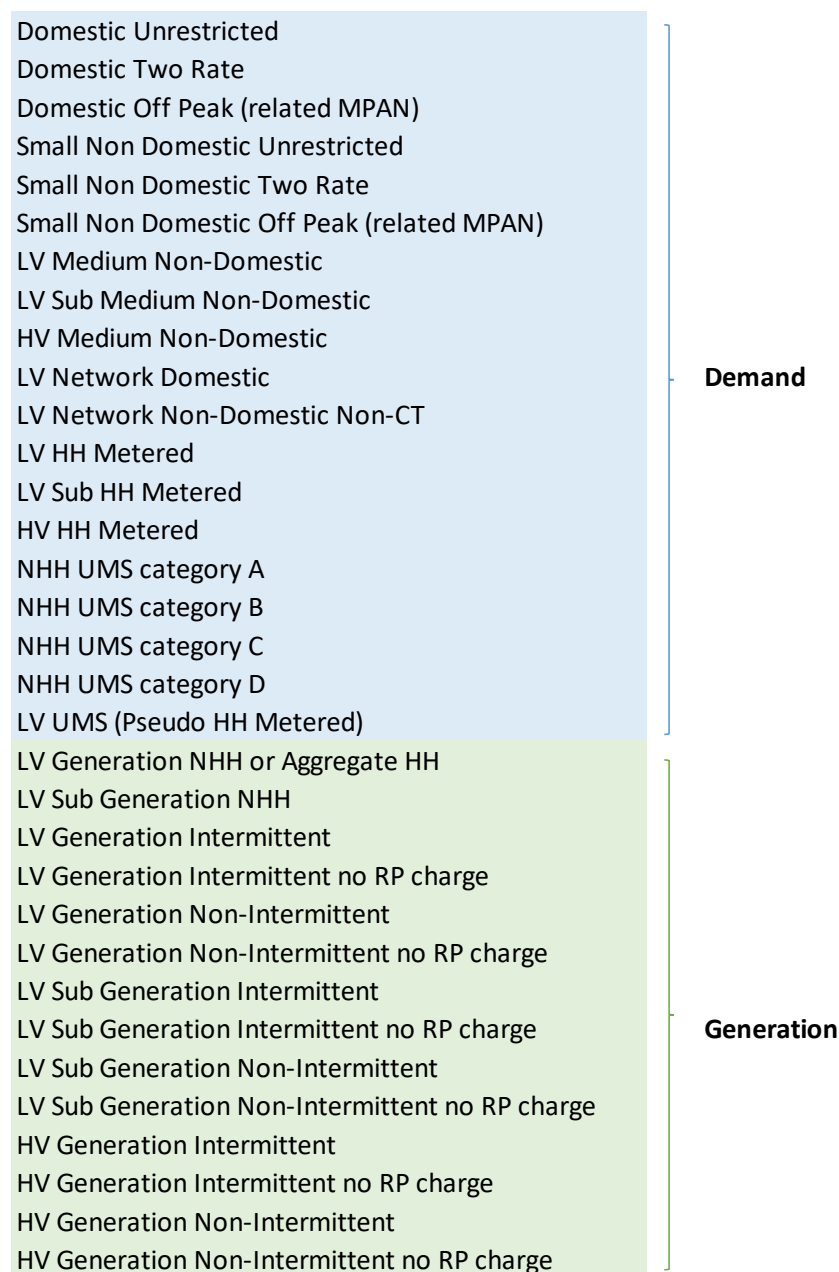 Domestic Unrestricted
Domestic Two Rate
Domestic Off Peak (related MPAN)
Small Non Domestic Unrestricted
Small Non Domestic Two Rate
Small Non Domestic Off Peak (related MPAN)
LV Medium Non-Domestic
LV Sub Medium Non-Domestic
HV Medium Non-Domestic
LV Network Domestic
LV Network Non-Domestic Non-CT
LV HH Metered
LV Sub HH Metered
HV HH Metered
NHH UMS category A
NHH UMS category B
NHH UMS category C
NHH UMS category D
LV UMS (Pseudo HH Metered)
Demand
LV Generation NHH or Aggregate HH
LV Sub Generation NHH
LV Generation Intermittent
LV Generation Intermittent no RP charge
LV Generation Non-Intermittent
LV Generation Non-Intermittent no RP charge
LV Sub Generation Intermittent
LV Sub Generation Intermittent no RP charge
LV Sub Generation Non-Intermittent
LV Sub Generation Non-Intermittent no RP charge
HV Generation Intermittent
HV Generation Intermittent no RP charge
HV Generation Non-Intermittent
HV Generation Non-Intermittent no RP charge
Generation